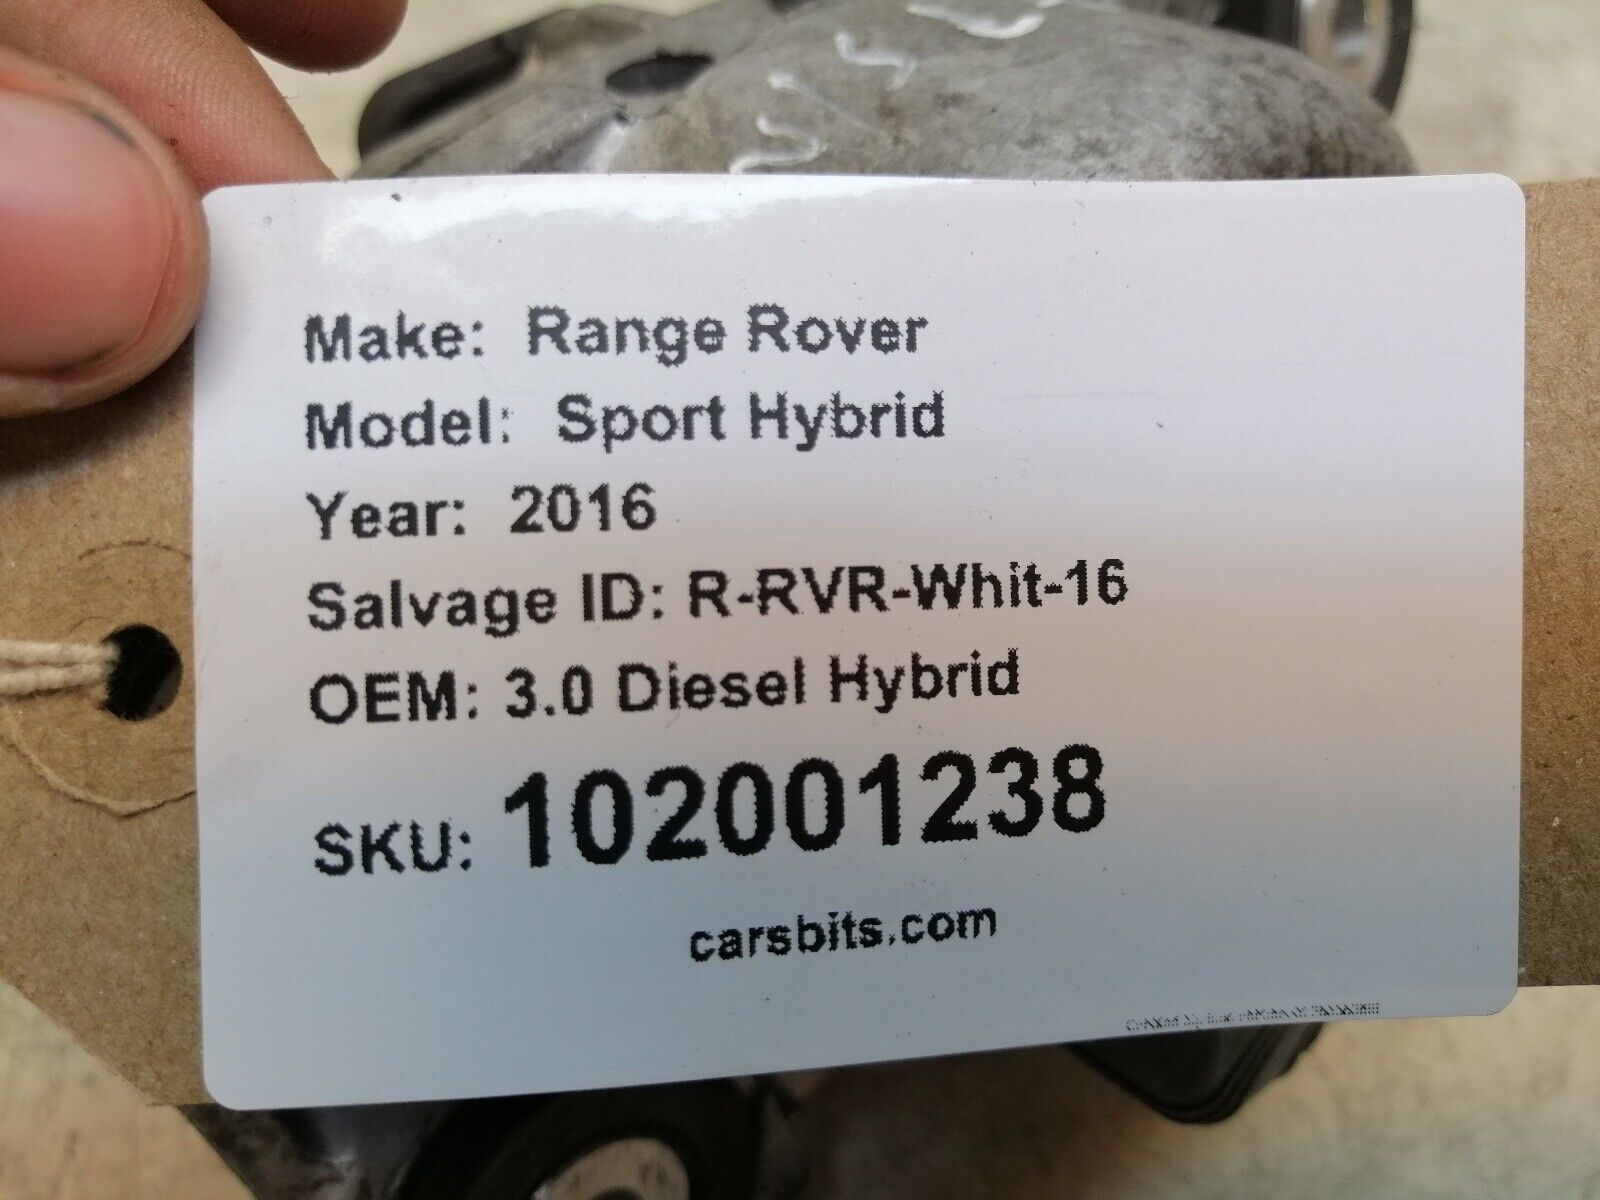 Make: Range Rover
Model: Sport Hybrid
Year: 2016
Salvage ID: R-RVR-Whit-16
OEM: 3.0 Diesel Hybrid
SKU: 102001238
carsbits.com